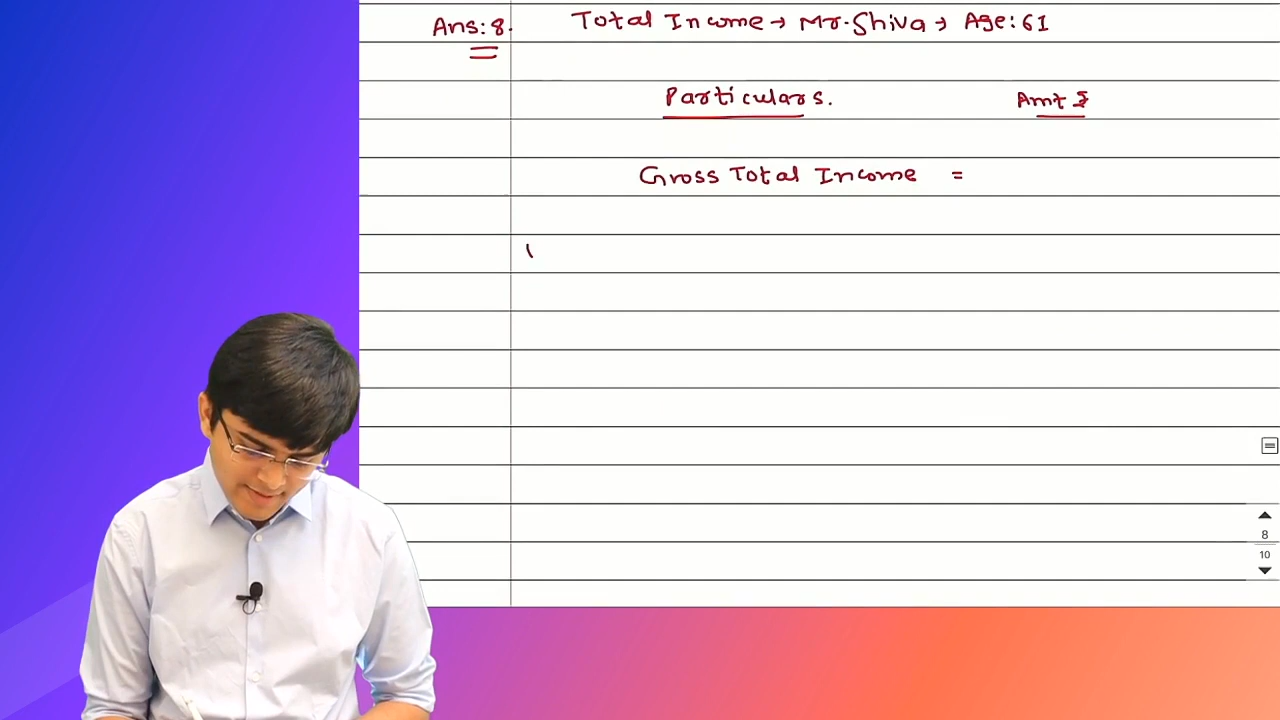 Ans:8.
Total Income → Mr. Shiva → Age: 61
Particulars. Amt ₹
Gross Total Income =
8
10